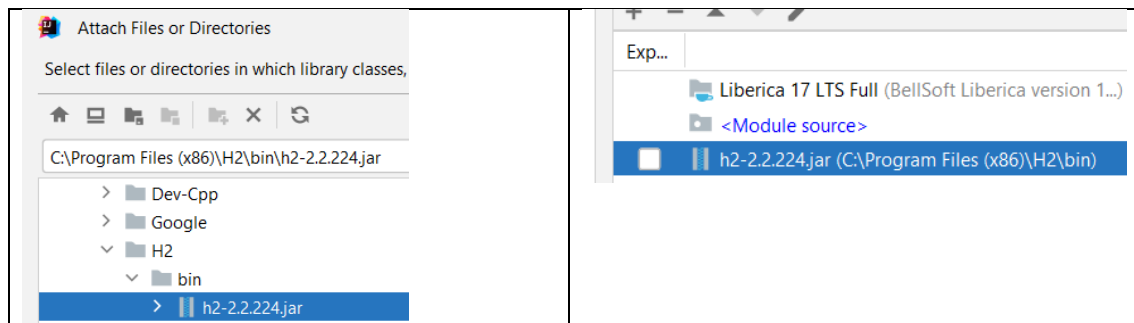 Attach Files or Directories
Select files or directories in which library classes,
C:\Program Files (x86)\H2\bin\h2-2.2.224.jar
Dev-Cpp
Google
H2
bin
h2-2.2.224.jar
Exp...
Liberica 17 LTS Full (BellSoft Liberica version 1...)
<Module source>
h2-2.2.224.jar (C:\Program Files (x86)\H2\bin)